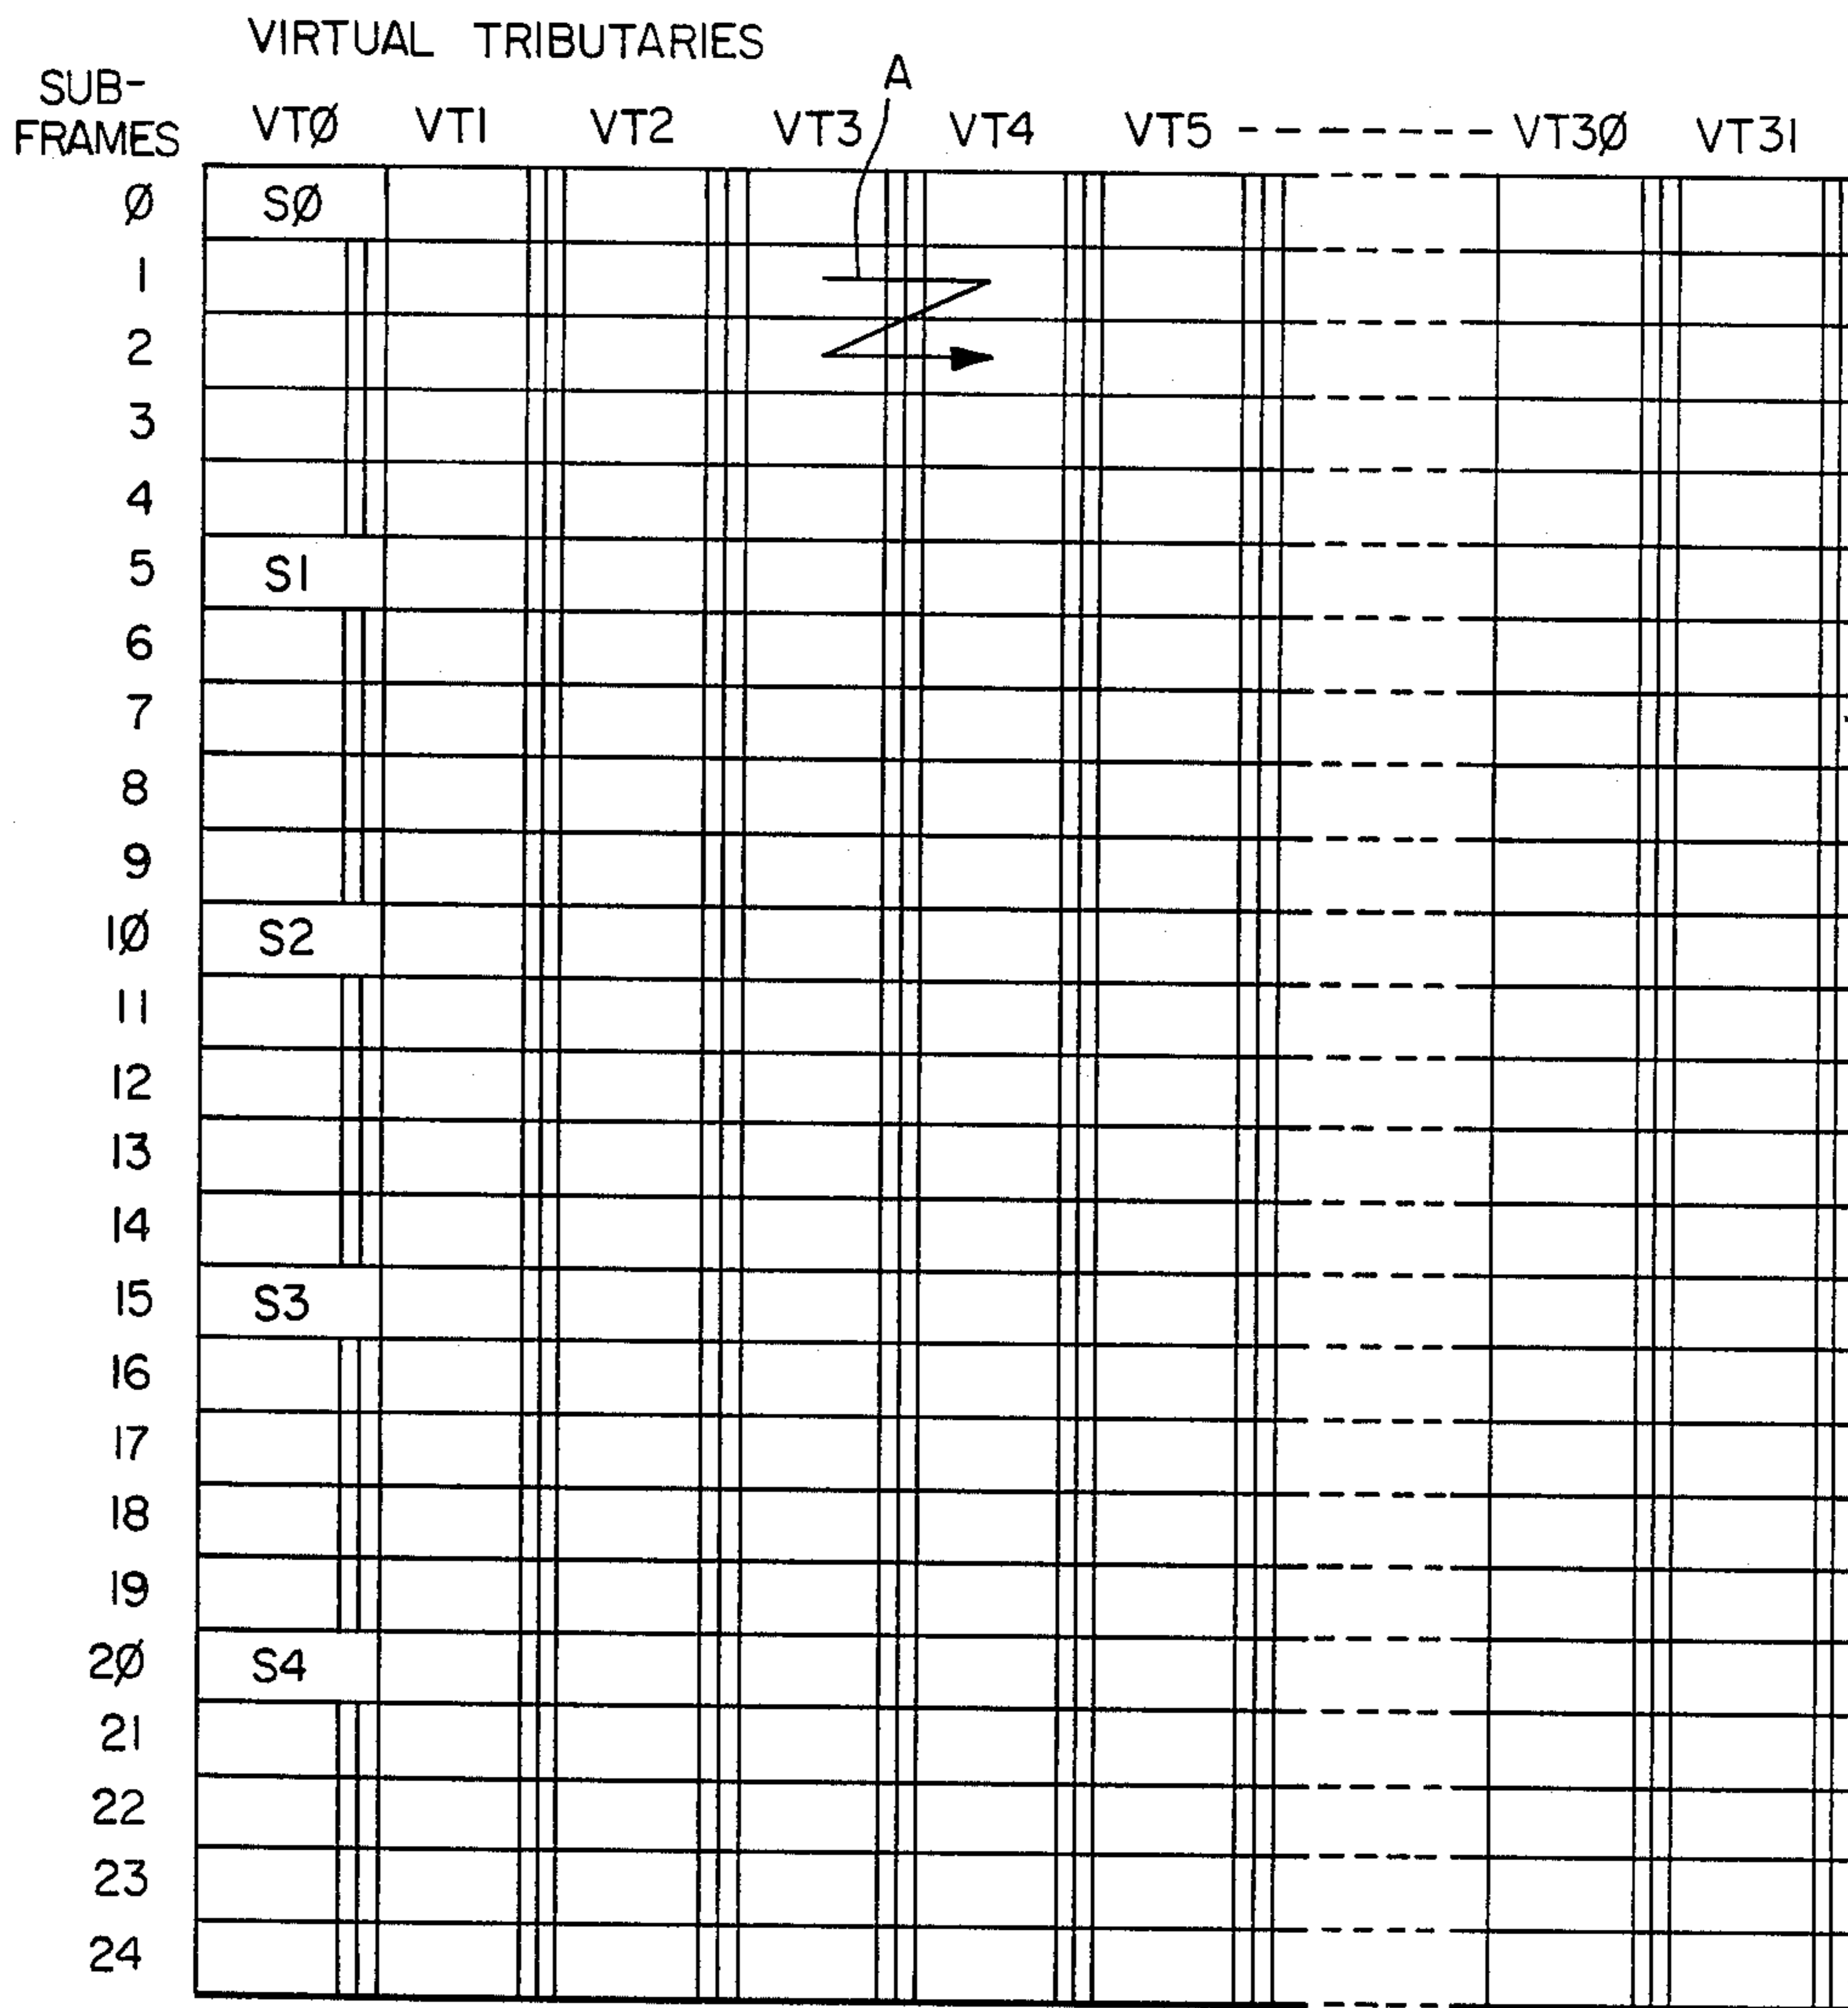 VIRTUAL TRIBUTARIES
A
SUB-
FRAMES
VTØ VT1 VT2 VT3 VT4 VT5 --------- VT3Ø VT31
Ø SØ
1
2
3
4
5 S1
6
7
8
9
1Ø S2
11
12
13
14
15 S3
16
17
18
19
2Ø S4
21
22
23
24